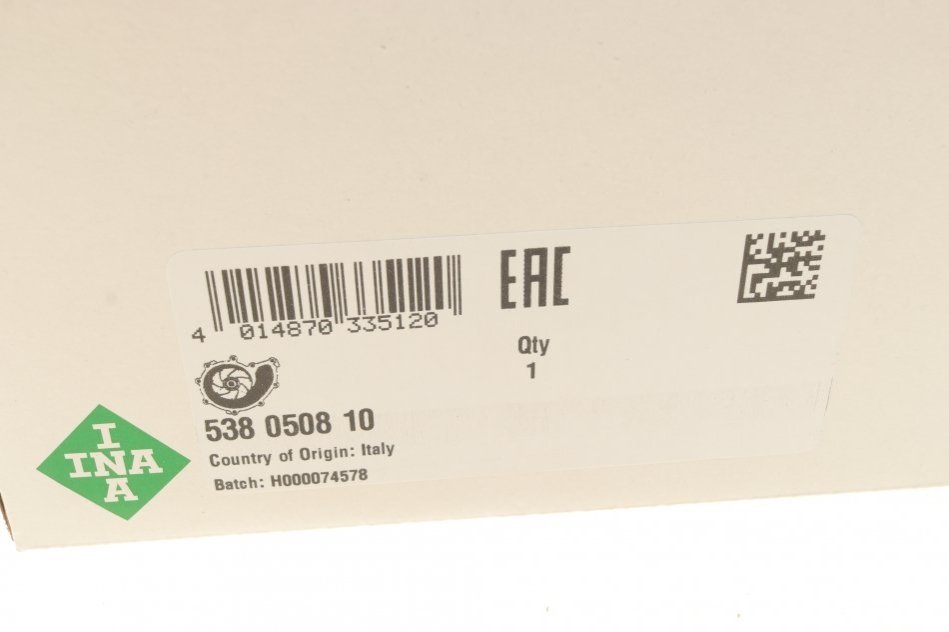 4 014870 335120
EAC
Qty
1
538 0508 10
Country of Origin: Italy
Batch: H000074578
I
INA
A